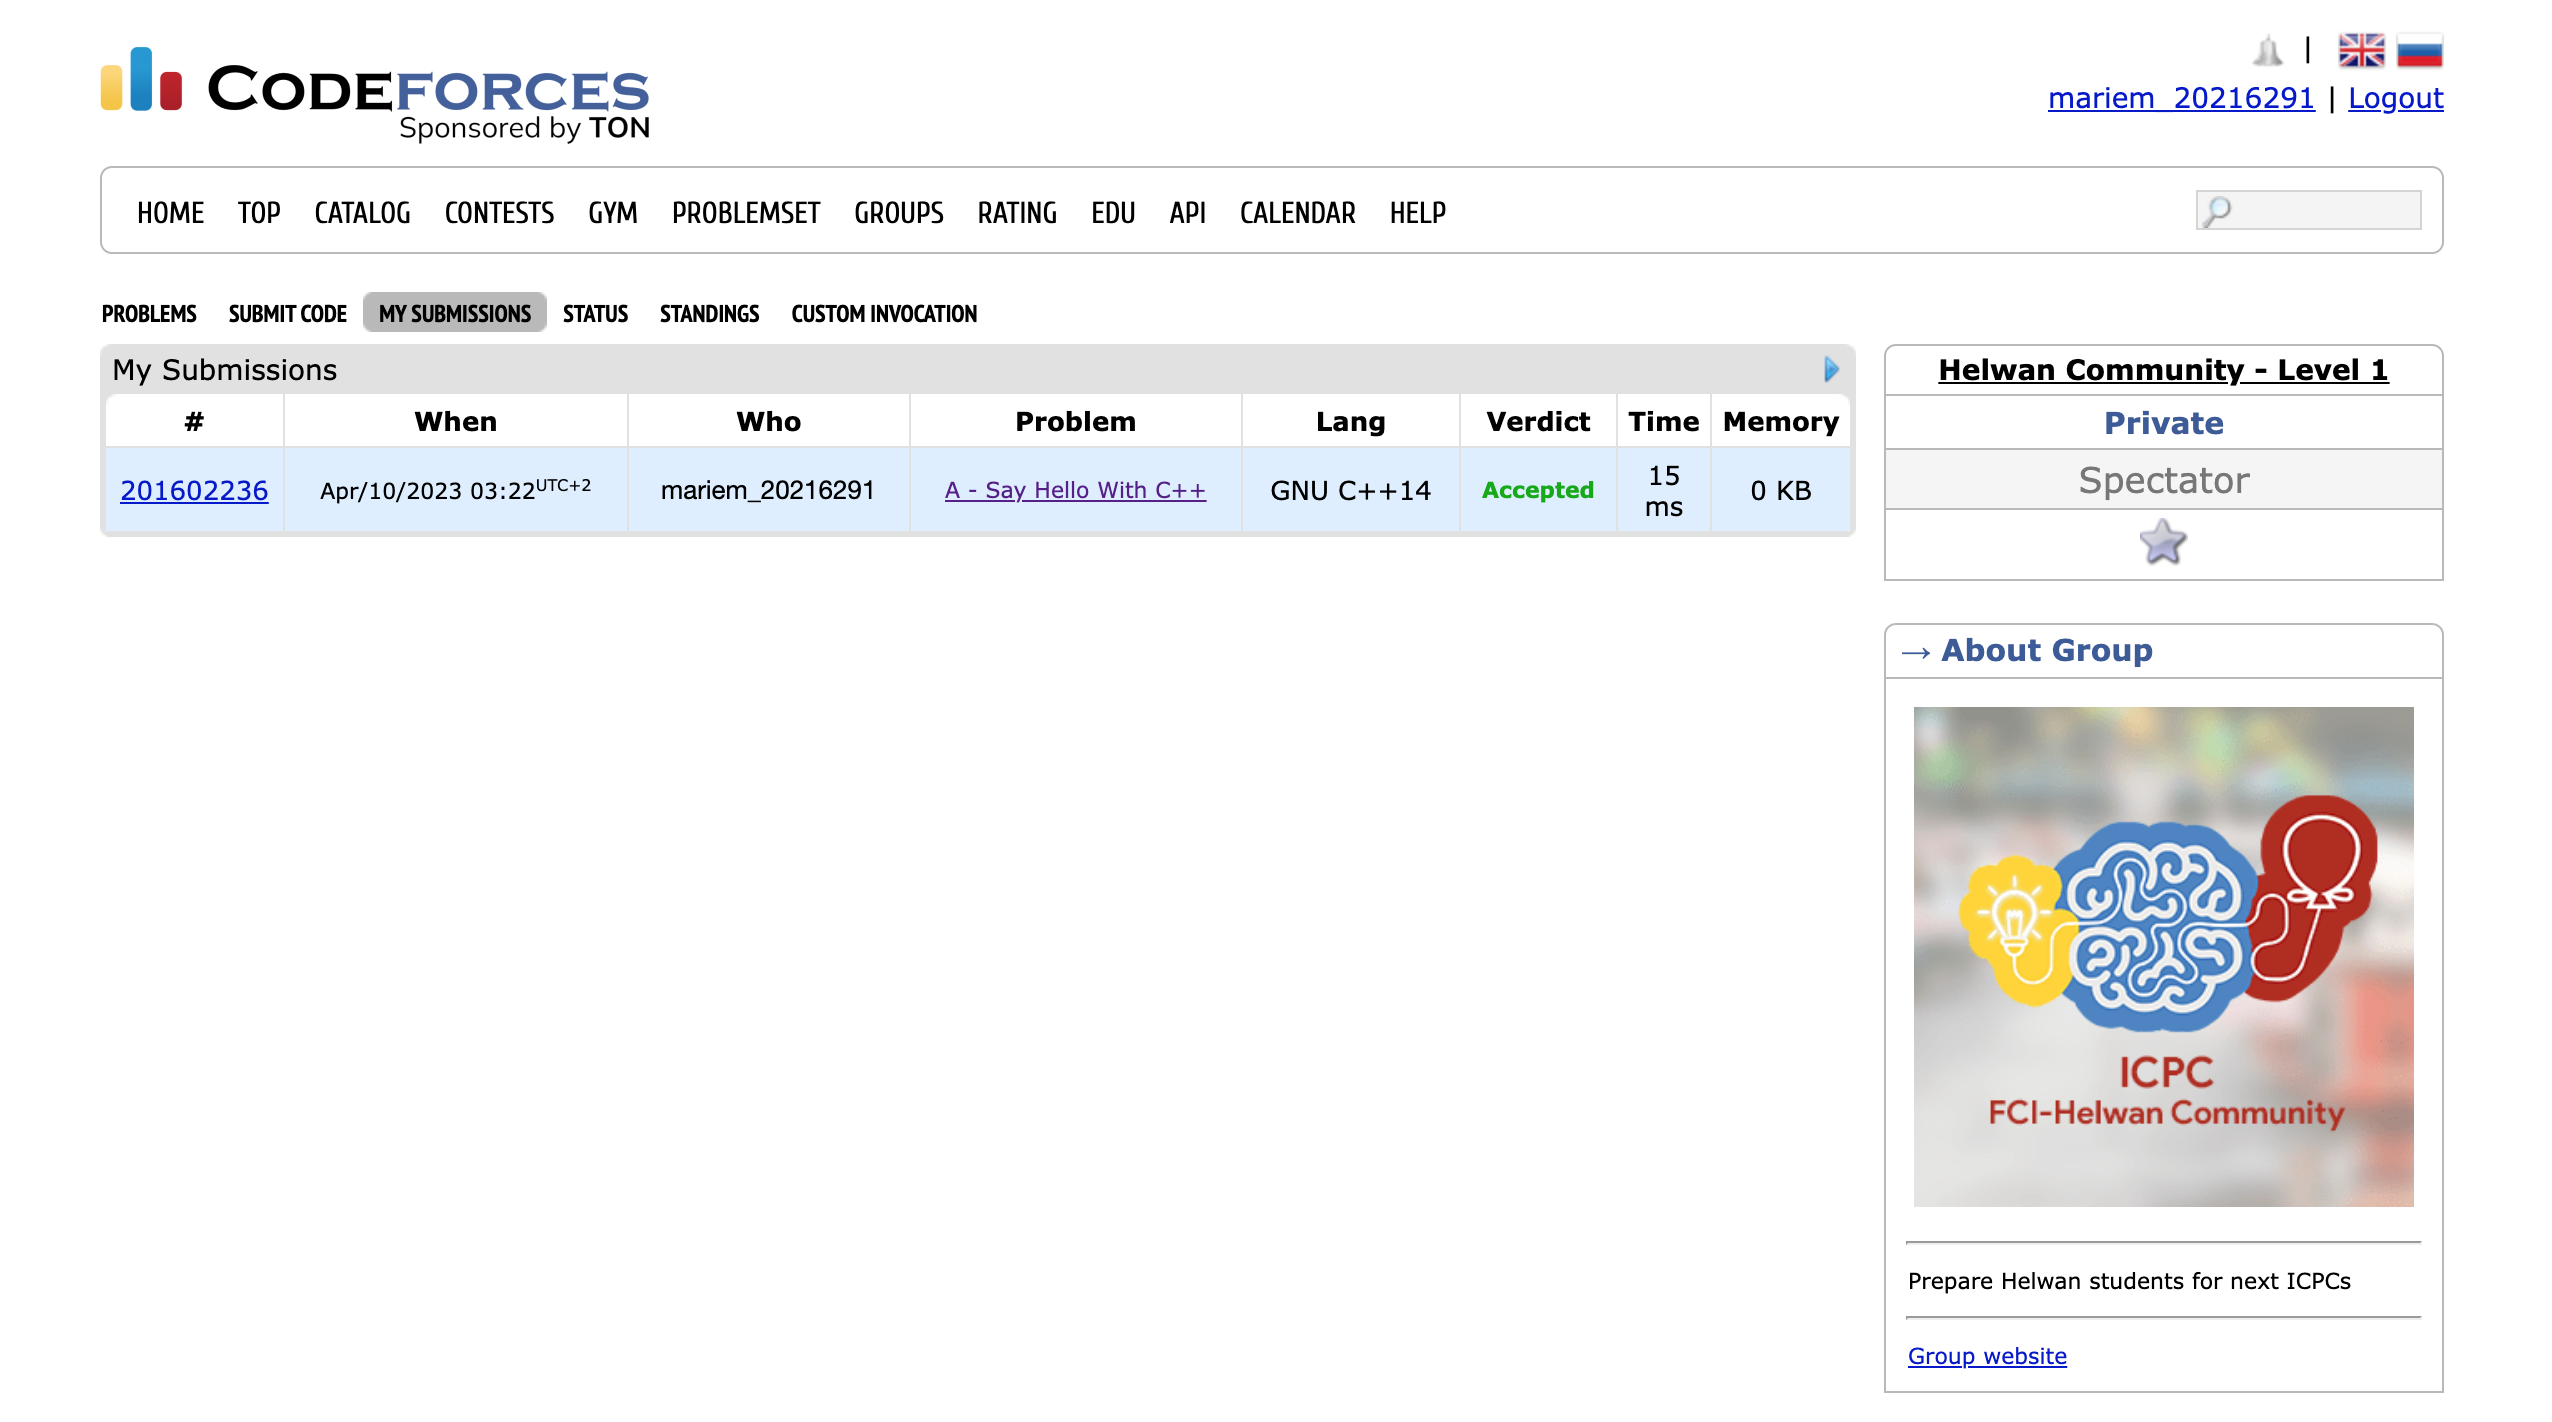 CODEFORCES
Sponsored by TON
|
mariem_20216291 | Logout
HOME TOP CATALOG CONTESTS GYM PROBLEMSET GROUPS RATING EDU API CALENDAR HELP
PROBLEMS SUBMIT CODE MY SUBMISSIONS STATUS STANDINGS CUSTOM INVOCATION
My Submissions
# When Who Problem Lang Verdict Time Memory
201602236 Apr/10/2023 03:22UTC+2 mariem_20216291 A - Say Hello With C++ GNU C++14 Accepted 15 ms 0 KB
Helwan Community - Level 1
Private
Spectator
→ About Group
ICPC
FCI-Helwan Community
Prepare Helwan students for next ICPCs
Group website